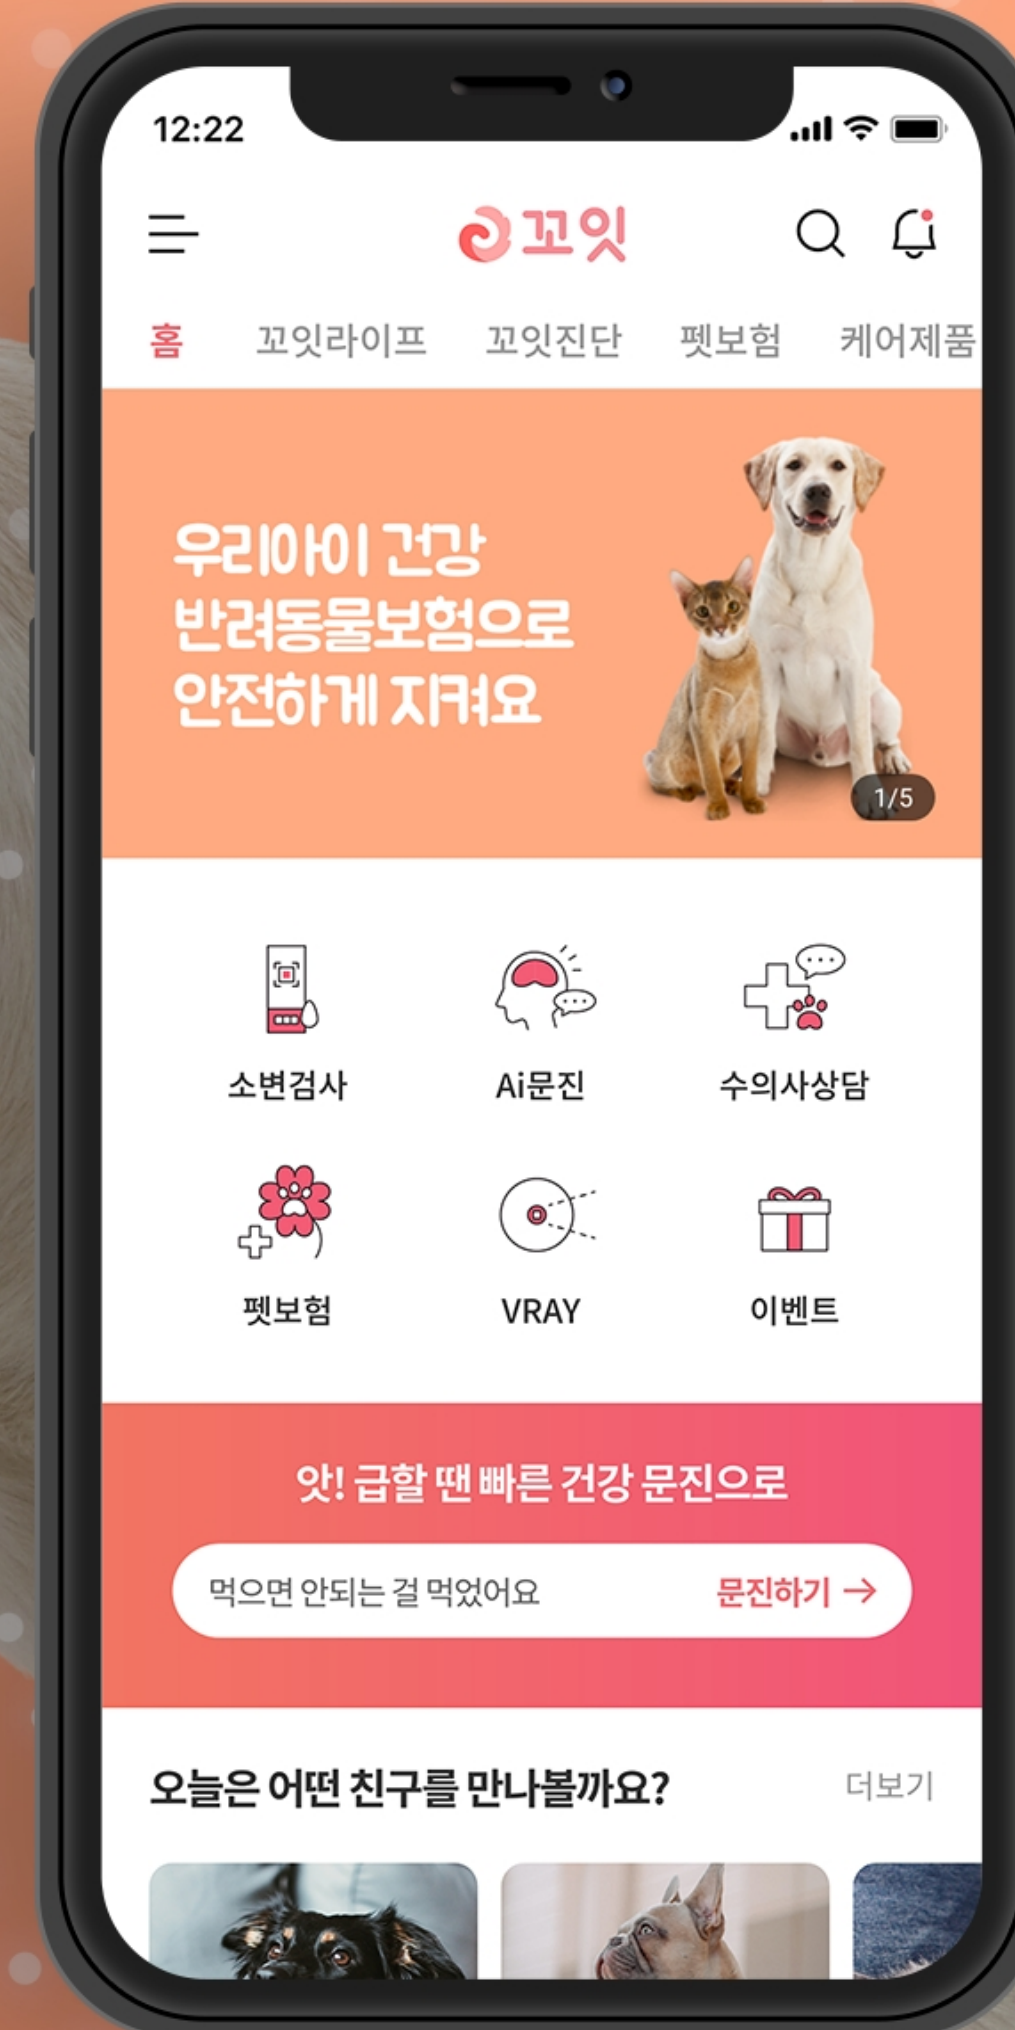 12:22
꼬잇
홈 꼬잇라이프 꼬잇진단 펫보험 케어제품
우리아이 건강
반려동물보험으로
안전하게 지켜요
1/5
소변검사 Ai문진 수의사상담
펫보험 VRAY 이벤트
앗! 급할 땐 빠른 건강 문진으로
먹으면 안되는 걸 먹었어요 문진하기 →
오늘은 어떤 친구를 만나볼까요? 더보기